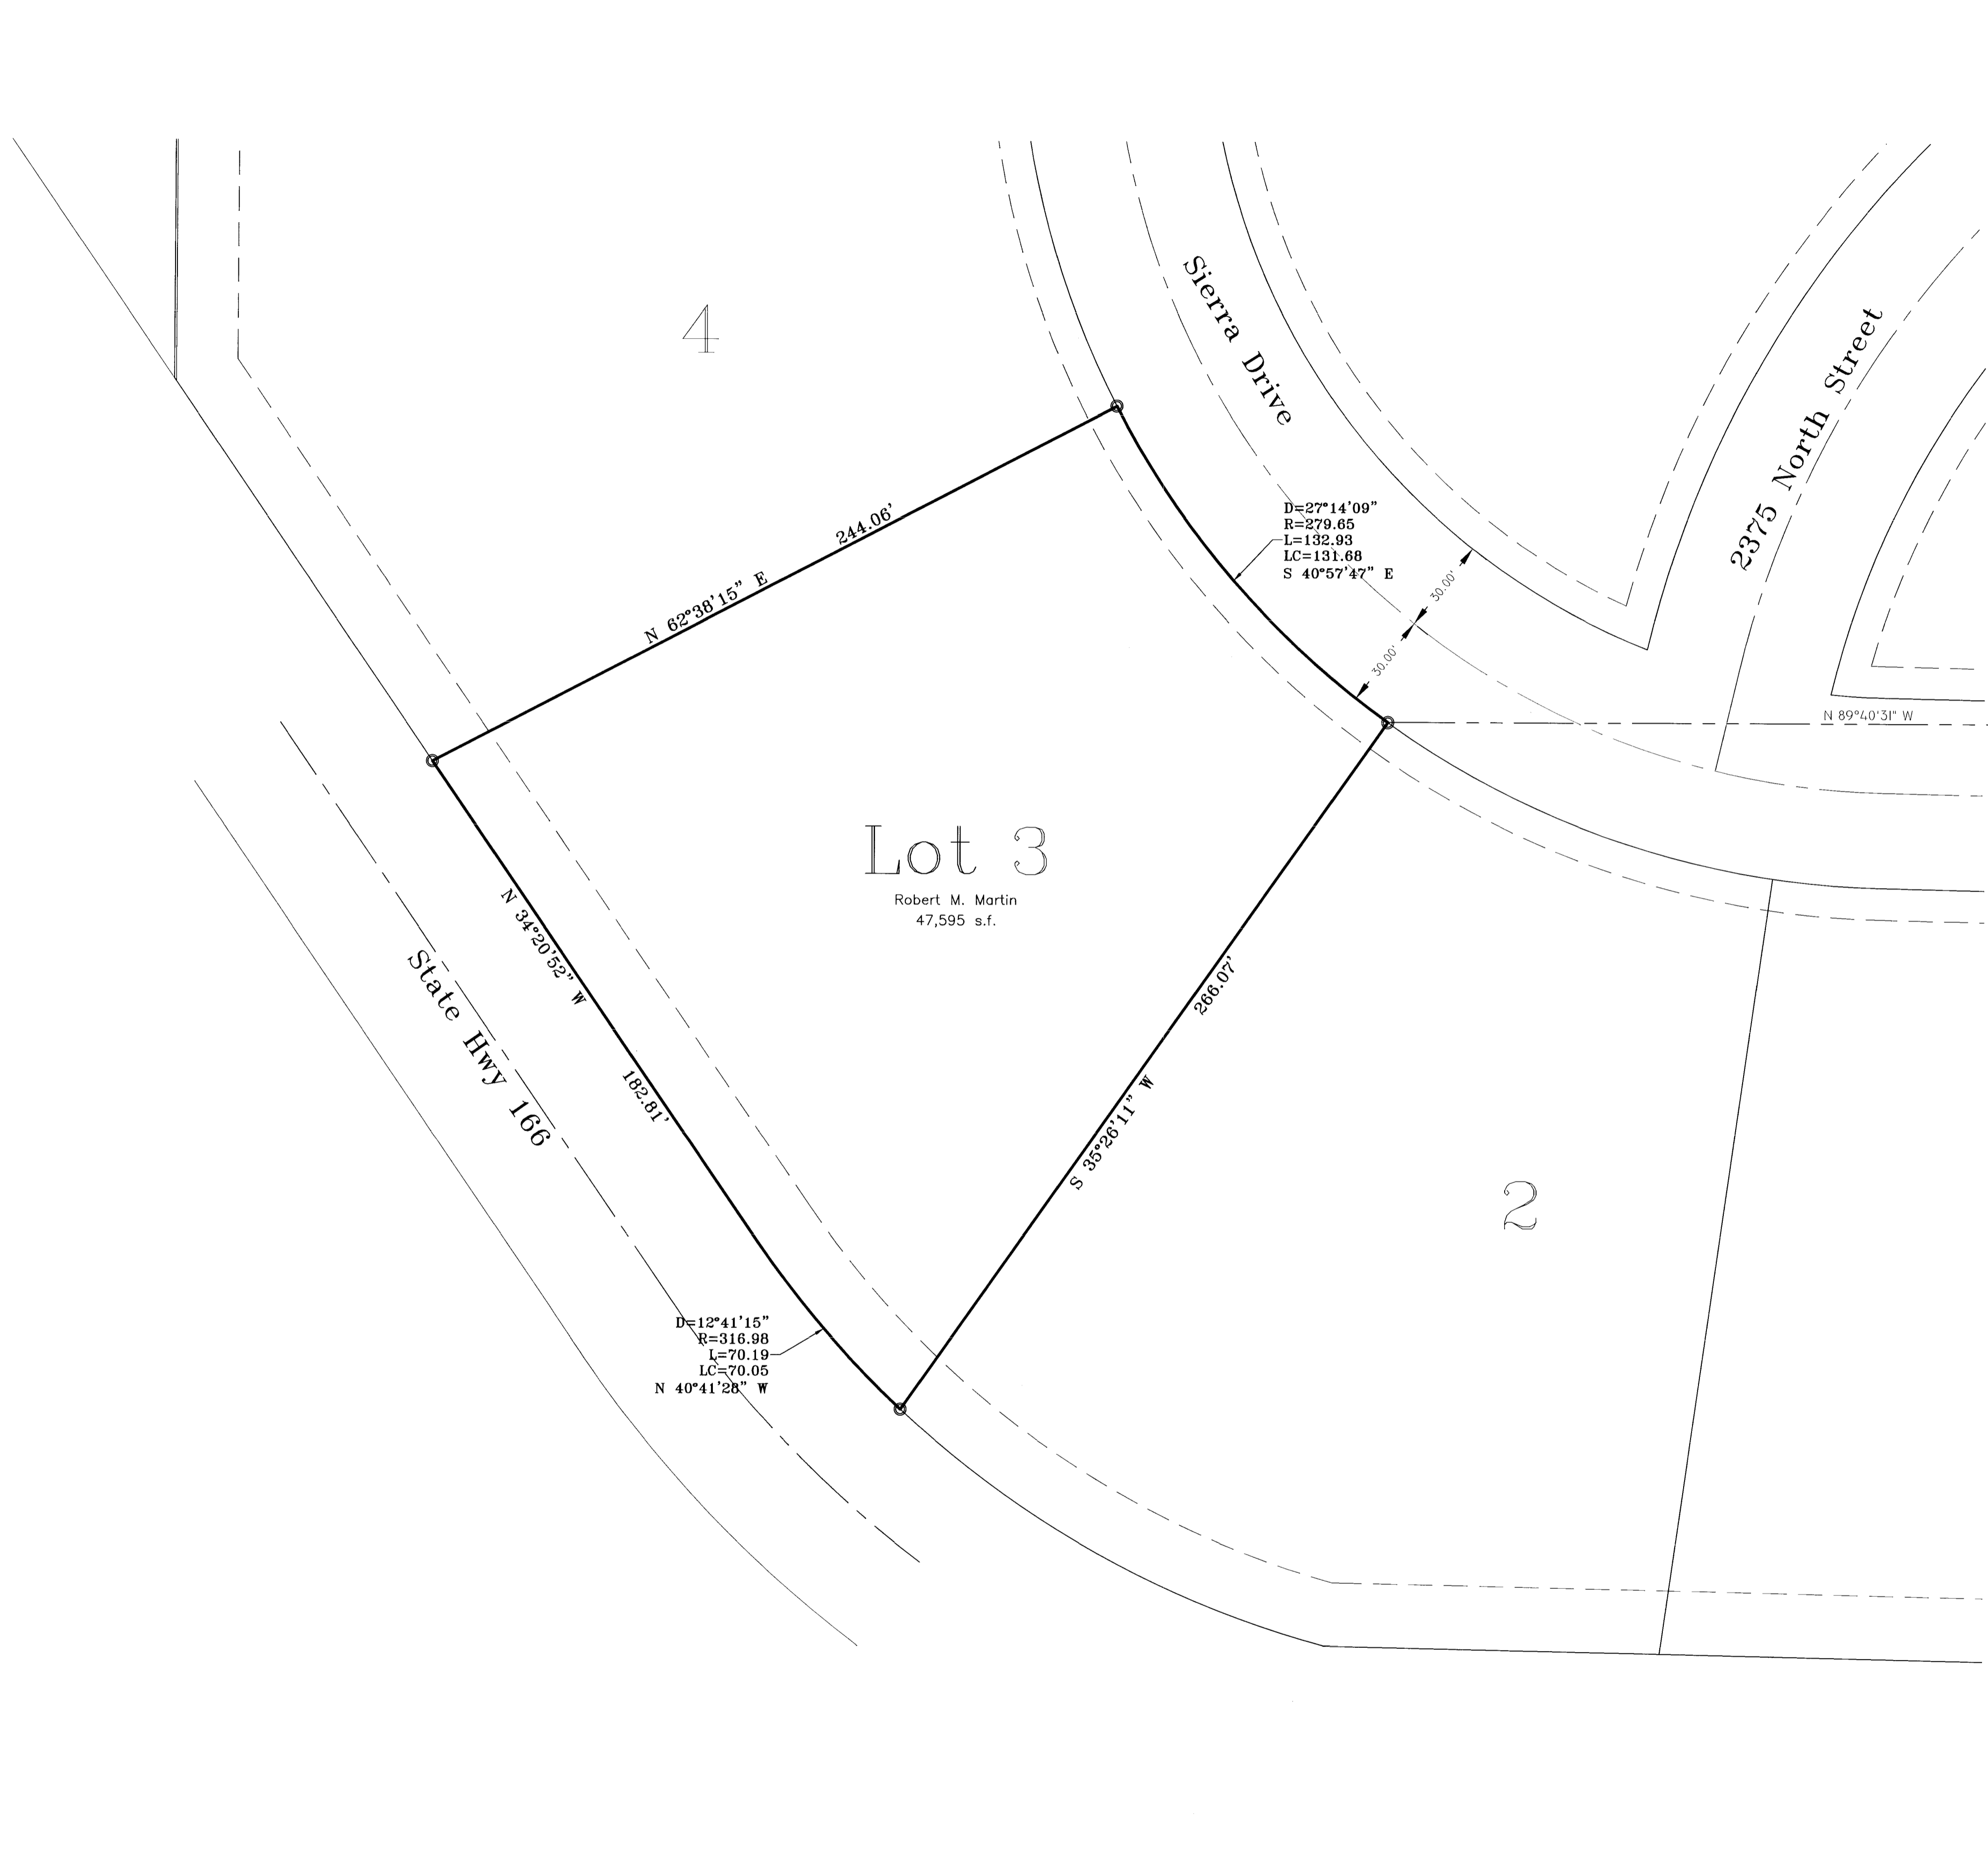 4
Sierra Drive
2375 North Street
D=27°14'09"
R=279.65
L=132.93
LC=131.68
S 40°57'47" E
244.06'
N 62°38'15" E
30.00'
30.00'
N 89°40'31" W
Lot 3
Robert M. Martin
47,595 s.f.
N 34°20'52" W
182.81'
State Hwy 166
266.07'
S 35°26'11" W
2
D=12°41'15"
R=316.98
L=70.19
LC=70.05
N 40°41'28" W